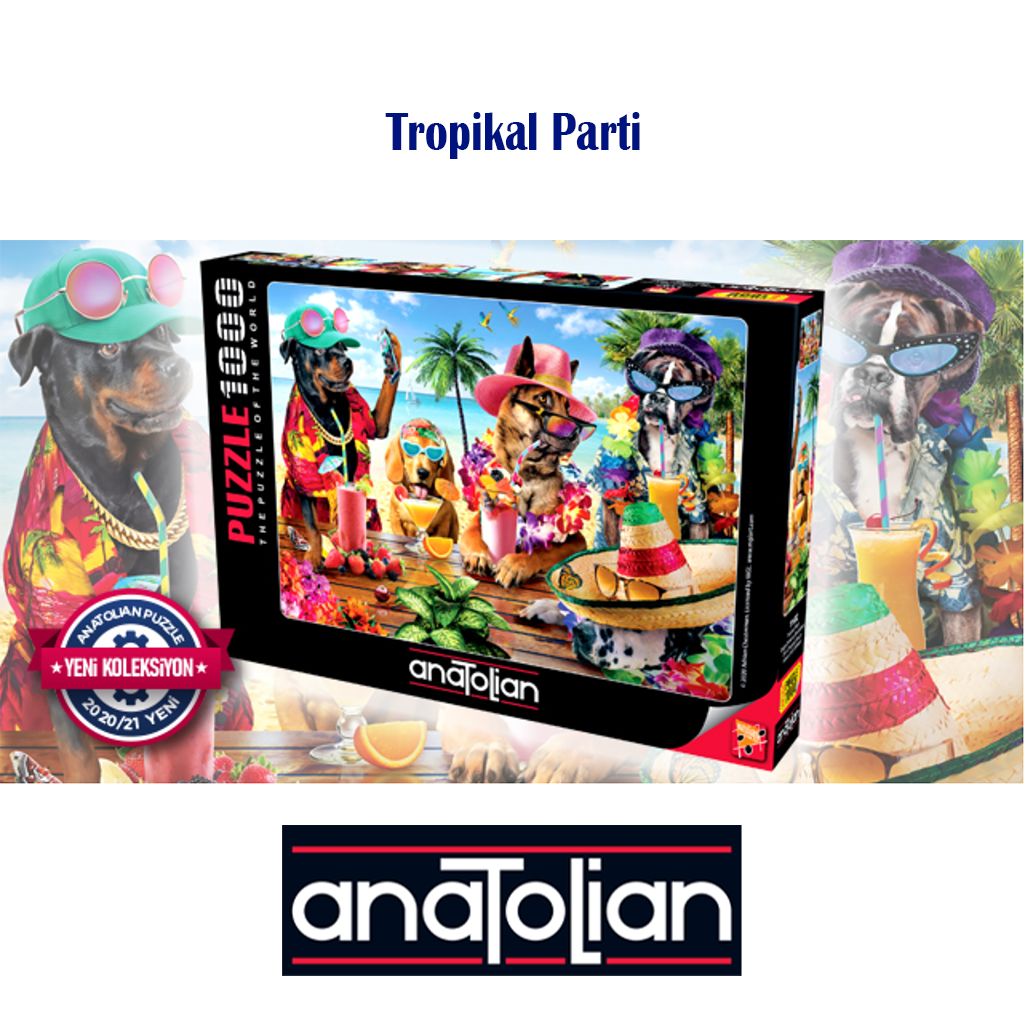 Tropikal Parti
PUZZLE 1000
THE PUZZLE OF THE WORLD
anatolian
ANATOLIAN PUZZLE
YENİ KOLEKSİYON
2020/21 YENİ
anatolian